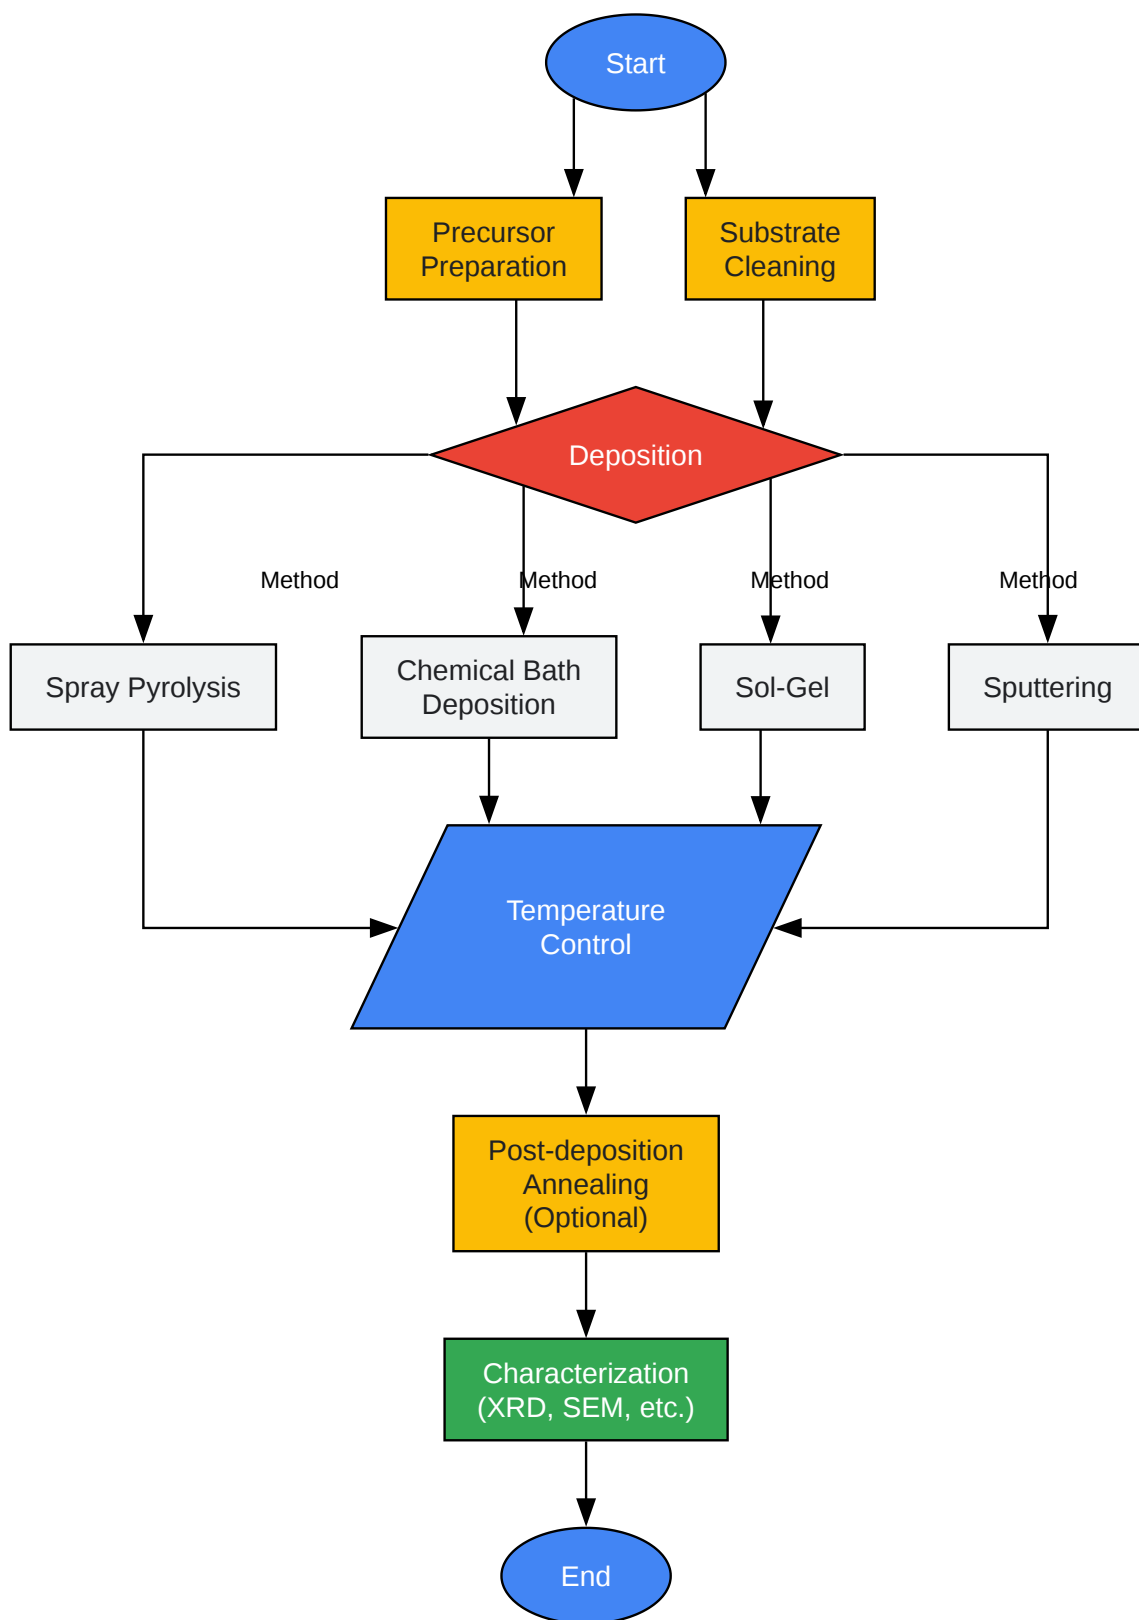 Start
Precursor
Preparation
Substrate
Cleaning
Deposition
Method
Method
Method
Method
Spray Pyrolysis
Chemical Bath
Deposition
Sol-Gel
Sputtering
Temperature
Control
Post-deposition
Annealing
(Optional)
Characterization
(XRD, SEM, etc.)
End